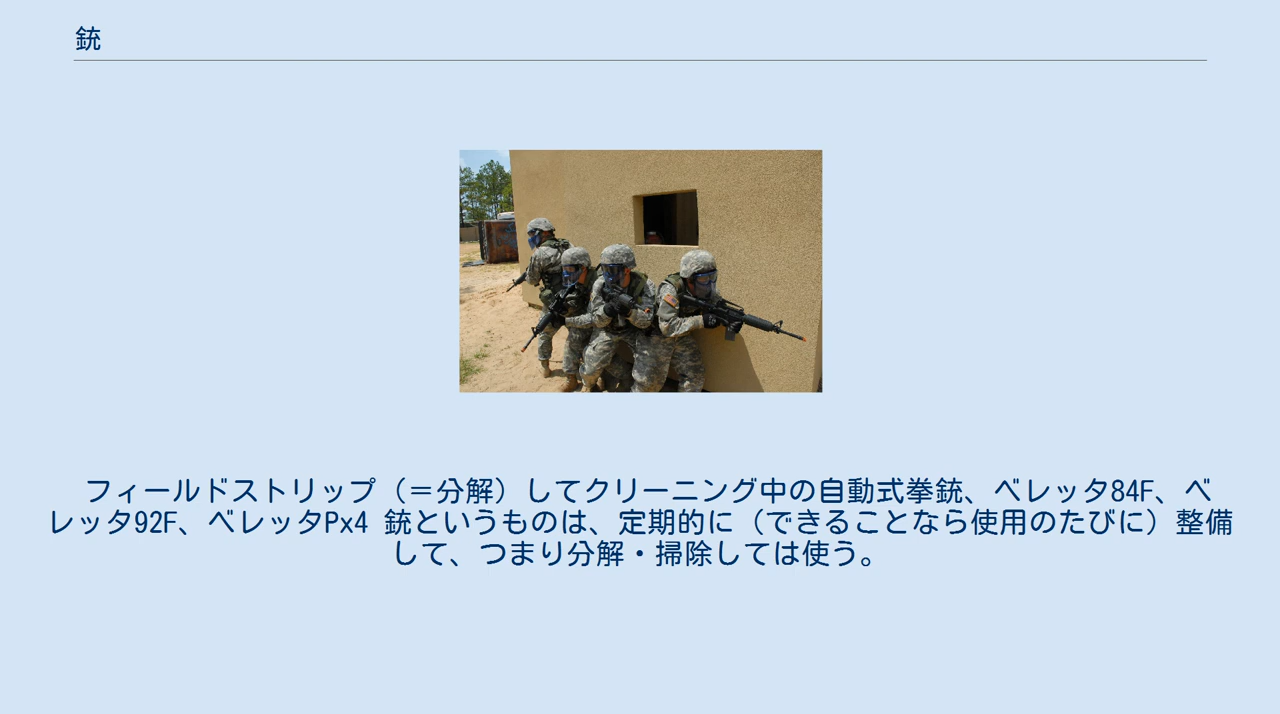 銃
フィールドストリップ（＝分解）してクリーニング中の自動式拳銃、ベレッタ84F、ベ
レッタ92F、ベレッタPx4 銃というものは、定期的に（できることなら使用のたびに）整備
して、つまり分解・掃除しては使う。